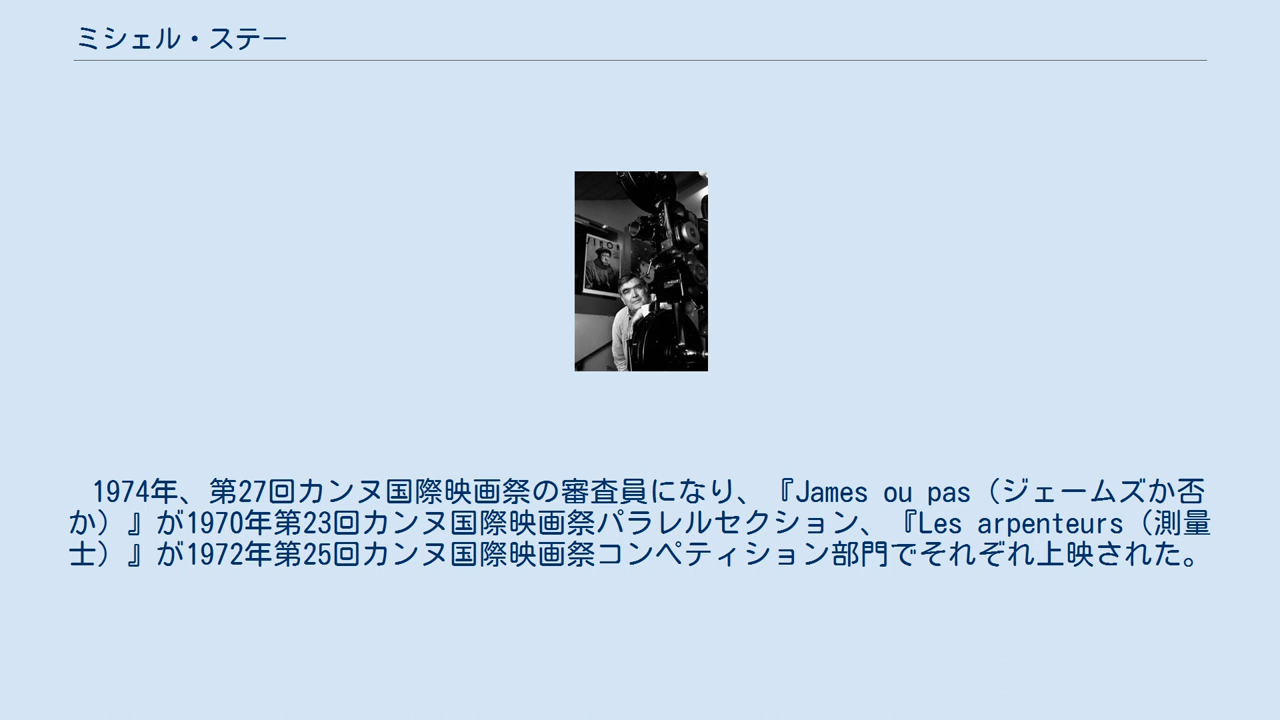 ミシェル・ステー
1974年、第27回カンヌ国際映画祭の審査員になり、『James ou pas（ジェームズか否
か）』が1970年第23回カンヌ国際映画祭パラレルセクション、『Les arpenteurs（測量
士）』が1972年第25回カンヌ国際映画祭コンペティション部門でそれぞれ上映された。